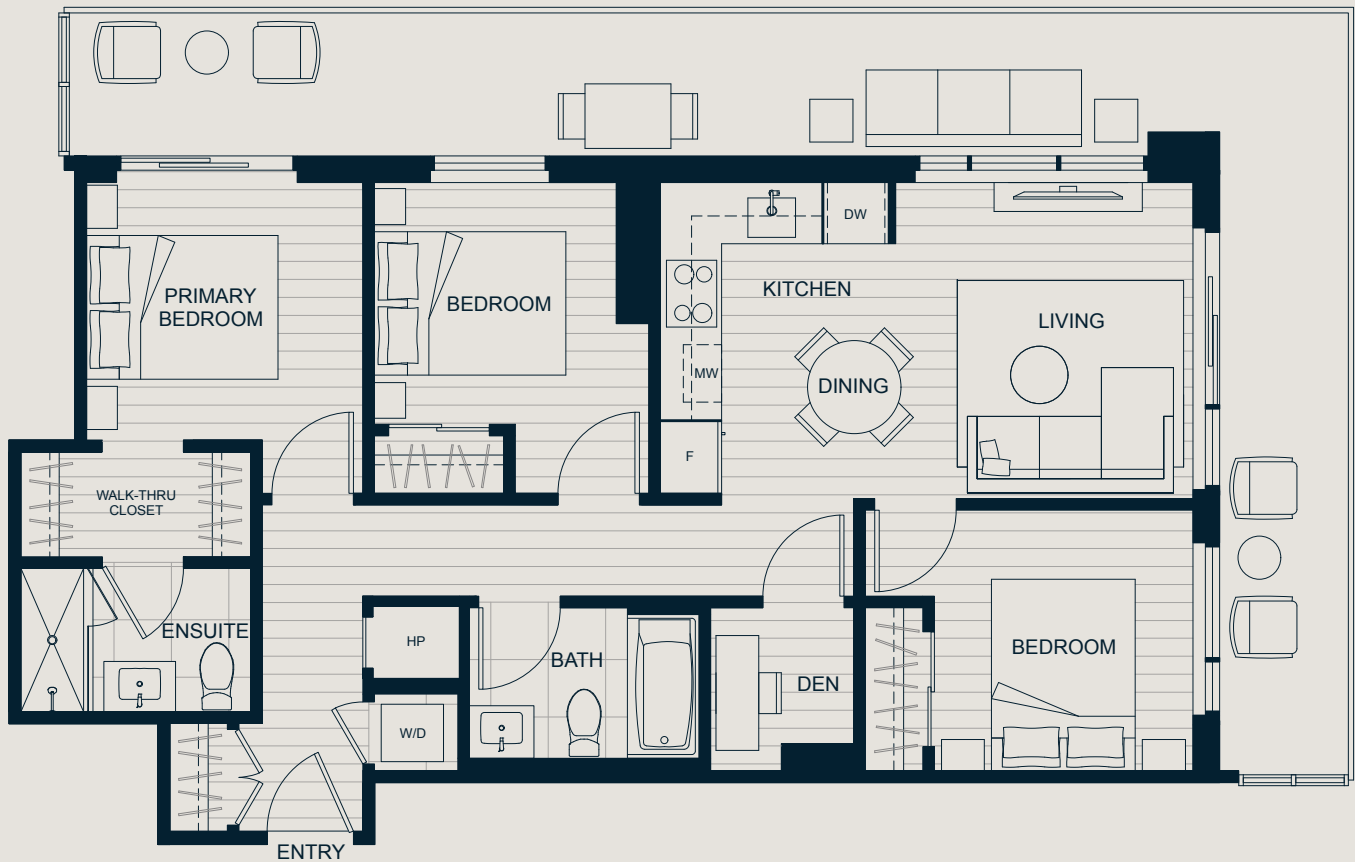 PRIMARY
BEDROOM
BEDROOM
KITCHEN
DW
LIVING
MW
DINING
F
WALK-THRU
CLOSET
ENSUITE
HP
BATH
DEN
BEDROOM
W/D
ENTRY